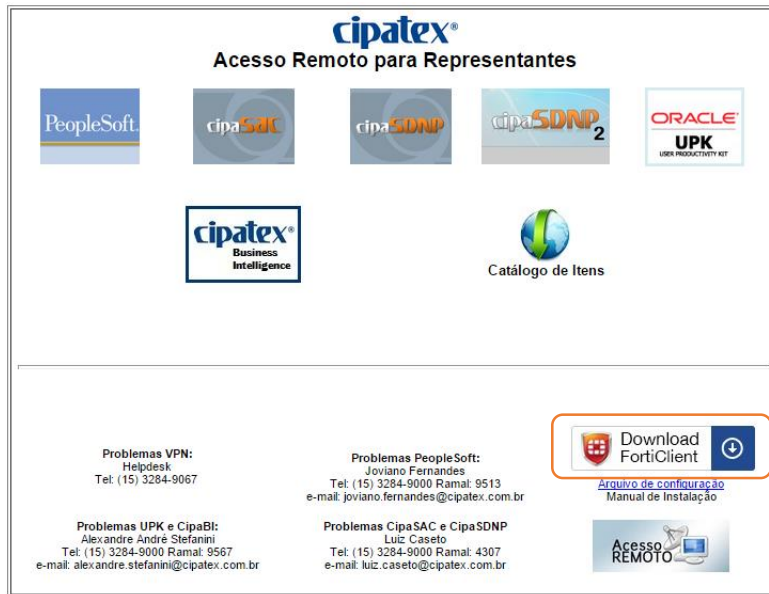 cipatex®
Acesso Remoto para Representantes
PeopleSoft.
cipaSAC
cipaSDNP
cipaSDNP 2
ORACLE®
UPK
USER PRODUCTIVITY KIT
cipatex®
Business
Intelligence
Catálogo de Itens
Problemas VPN:
Helpdesk
Tel: (15) 3284-9067
Problemas PeopleSoft:
Joviano Fernandes
Tel: (15) 3284-9000 Ramal: 9513
e-mail: joviano.fernandes@cipatex.com.br
Download
FortiClient
Arquivo de configuração
Manual de Instalação
Problemas UPK e CipaBI:
Alexandre André Stefanini
Tel: (15) 3284-9000 Ramal: 9567
e-mail: alexandre.stefanini@cipatex.com.br
Problemas CipaSAC e CipaSDNP
Luiz Caseto
Tel: (15) 3284-9000 Ramal: 4307
e-mail: luiz.caseto@cipatex.com.br
Acesso
REMOTO